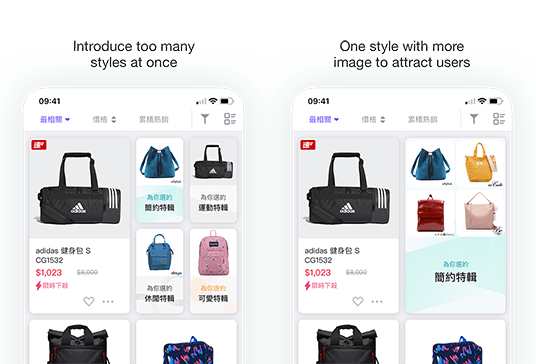 Introduce too many
styles at once
09:41
最相關
價格
累積熱銷
速!
adidas
adidas 健身包 S
CG1532
$1,023
$8,000
限時下殺
為你選的
簡約特輯
為你選的
運動特輯
為你選的
休閒特輯
為你選的
可愛特輯
One style with more
image to attract users
09:41
最相關
價格
累積熱銷
adidas
adidas 健身包 S
CG1532
$1,023
$8,000
限時下殺
為你選的
簡約特輯